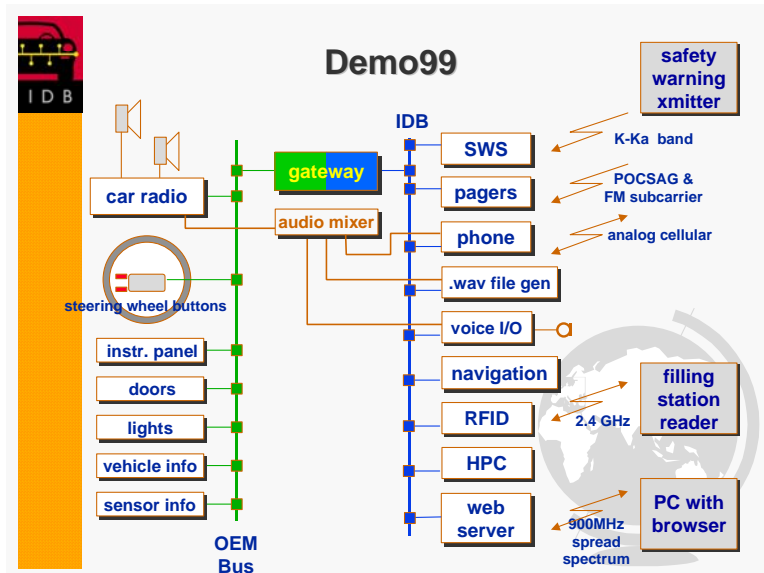 Demo99
IDB
safety
warning
xmitter
IDB
SWS
K-Ka band
gateway
pagers
POCSAG &
FM subcarrier
car radio
audio mixer
phone
analog cellular
.wav file gen
steering wheel buttons
voice I/O
instr. panel
navigation
filling
station
reader
doors
RFID
2.4 GHz
lights
HPC
vehicle info
web
server
PC with
browser
sensor info
900MHz
spread
spectrum
OEM
Bus